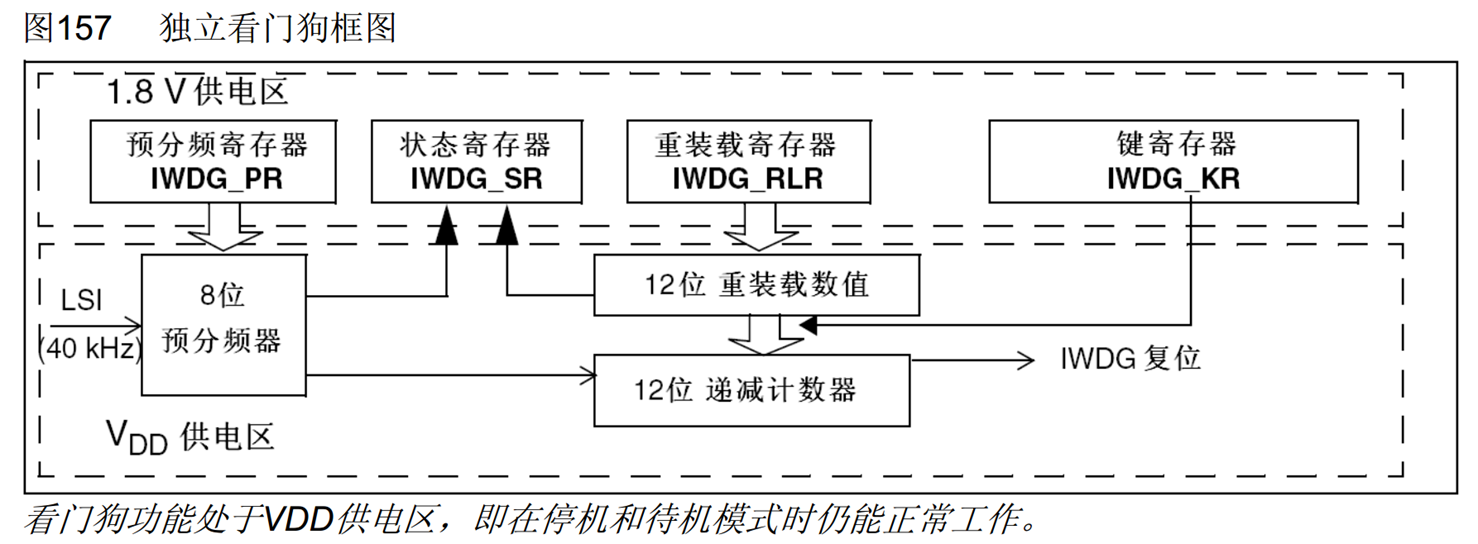 图157 独立看门狗框图
1.8 V 供电区
预分频寄存器
IWDG_PR
状态寄存器
IWDG_SR
重装载寄存器
IWDG_RLR
键寄存器
IWDG_KR
LSI
(40 kHz)
8位
预分频器
12位 重装载数值
12位 递减计数器
IWDG 复位
VDD 供电区
看门狗功能处于VDD供电区，即在停机和待机模式时仍能正常工作。